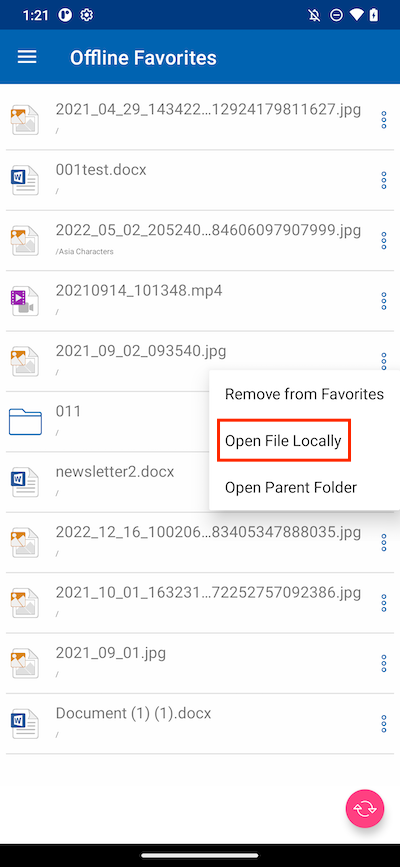 1:21
Offline Favorites
2021_04_29_143422...12924179811627.jpg
/
001test.docx
/
2022_05_02_205240...84606097907999.jpg
/Asia Characters
20210914_101348.mp4
/
2021_09_02_093540.jpg
/
Remove from Favorites
011
/
Open File Locally
newsletter2.docx
/
Open Parent Folder
2022_12_16_100206...83405347888035.jpg
/
2021_10_01_163231...72252757092386.jpg
/
2021_09_01.jpg
/
Document (1) (1).docx
/